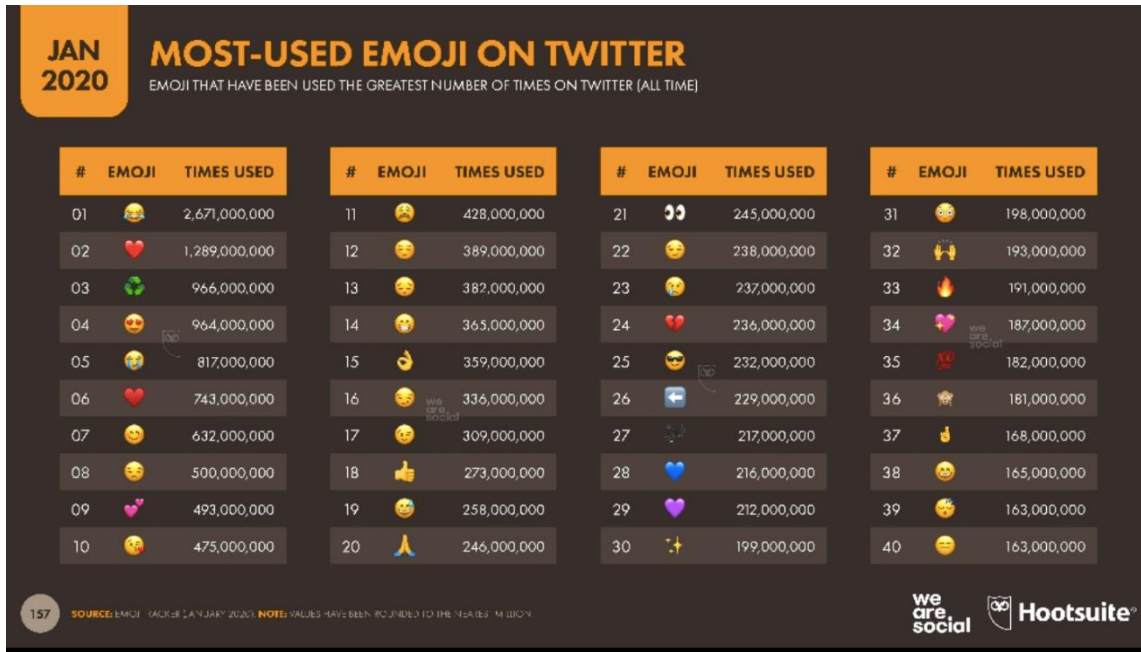 JAN
2020
MOST-USED EMOJI ON TWITTER
EMOJI THAT HAVE BEEN USED THE GREATEST NUMBER OF TIMES ON TWITTER (ALL TIME)
# EMOJI TIMES USED
01 😂 2,671,000,000
02 ❤️ 1,289,000,000
03 ♻️ 966,000,000
04 😍 964,000,000
05 😭 817,000,000
06 ♥️ 743,000,000
07 😊 632,000,000
08 😒 500,000,000
09 💕 493,000,000
10 😘 475,000,000
# EMOJI TIMES USED
11 😩 428,000,000
12 ☺️ 389,000,000
13 😔 382,000,000
14 😁 365,000,000
15 👌 359,000,000
16 😏 336,000,000
17 😉 309,000,000
18 👍 273,000,000
19 😅 258,000,000
20 🙏 246,000,000
# EMOJI TIMES USED
21 👀 245,000,000
22 😌 238,000,000
23 😢 237,000,000
24 💔 236,000,000
25 😎 232,000,000
26 ⬅️ 229,000,000
27 217,000,000
28 💙 216,000,000
29 💜 212,000,000
30 ✨ 199,000,000
# EMOJI TIMES USED
31 😳 198,000,000
32 🙌 193,000,000
33 🔥 191,000,000
34 💖 187,000,000
35 💯 182,000,000
36 🙈 181,000,000
37 168,000,000
38 😄 165,000,000
39 😴 163,000,000
40 😑 163,000,000
157
SOURCE: (JANUARY 2020). NOTE: VALUES HAVE BEEN ROUNDED TO THE NEAREST MILLION
we
are.
social
Hootsuite